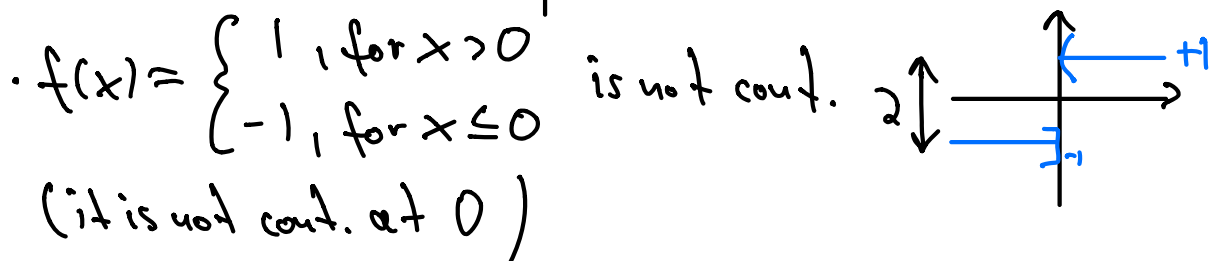 · f(x) = { 1, for x > 0
-1, for x ≤ 0
is not cont.
(it is not cont. at 0)
2
+1
-1